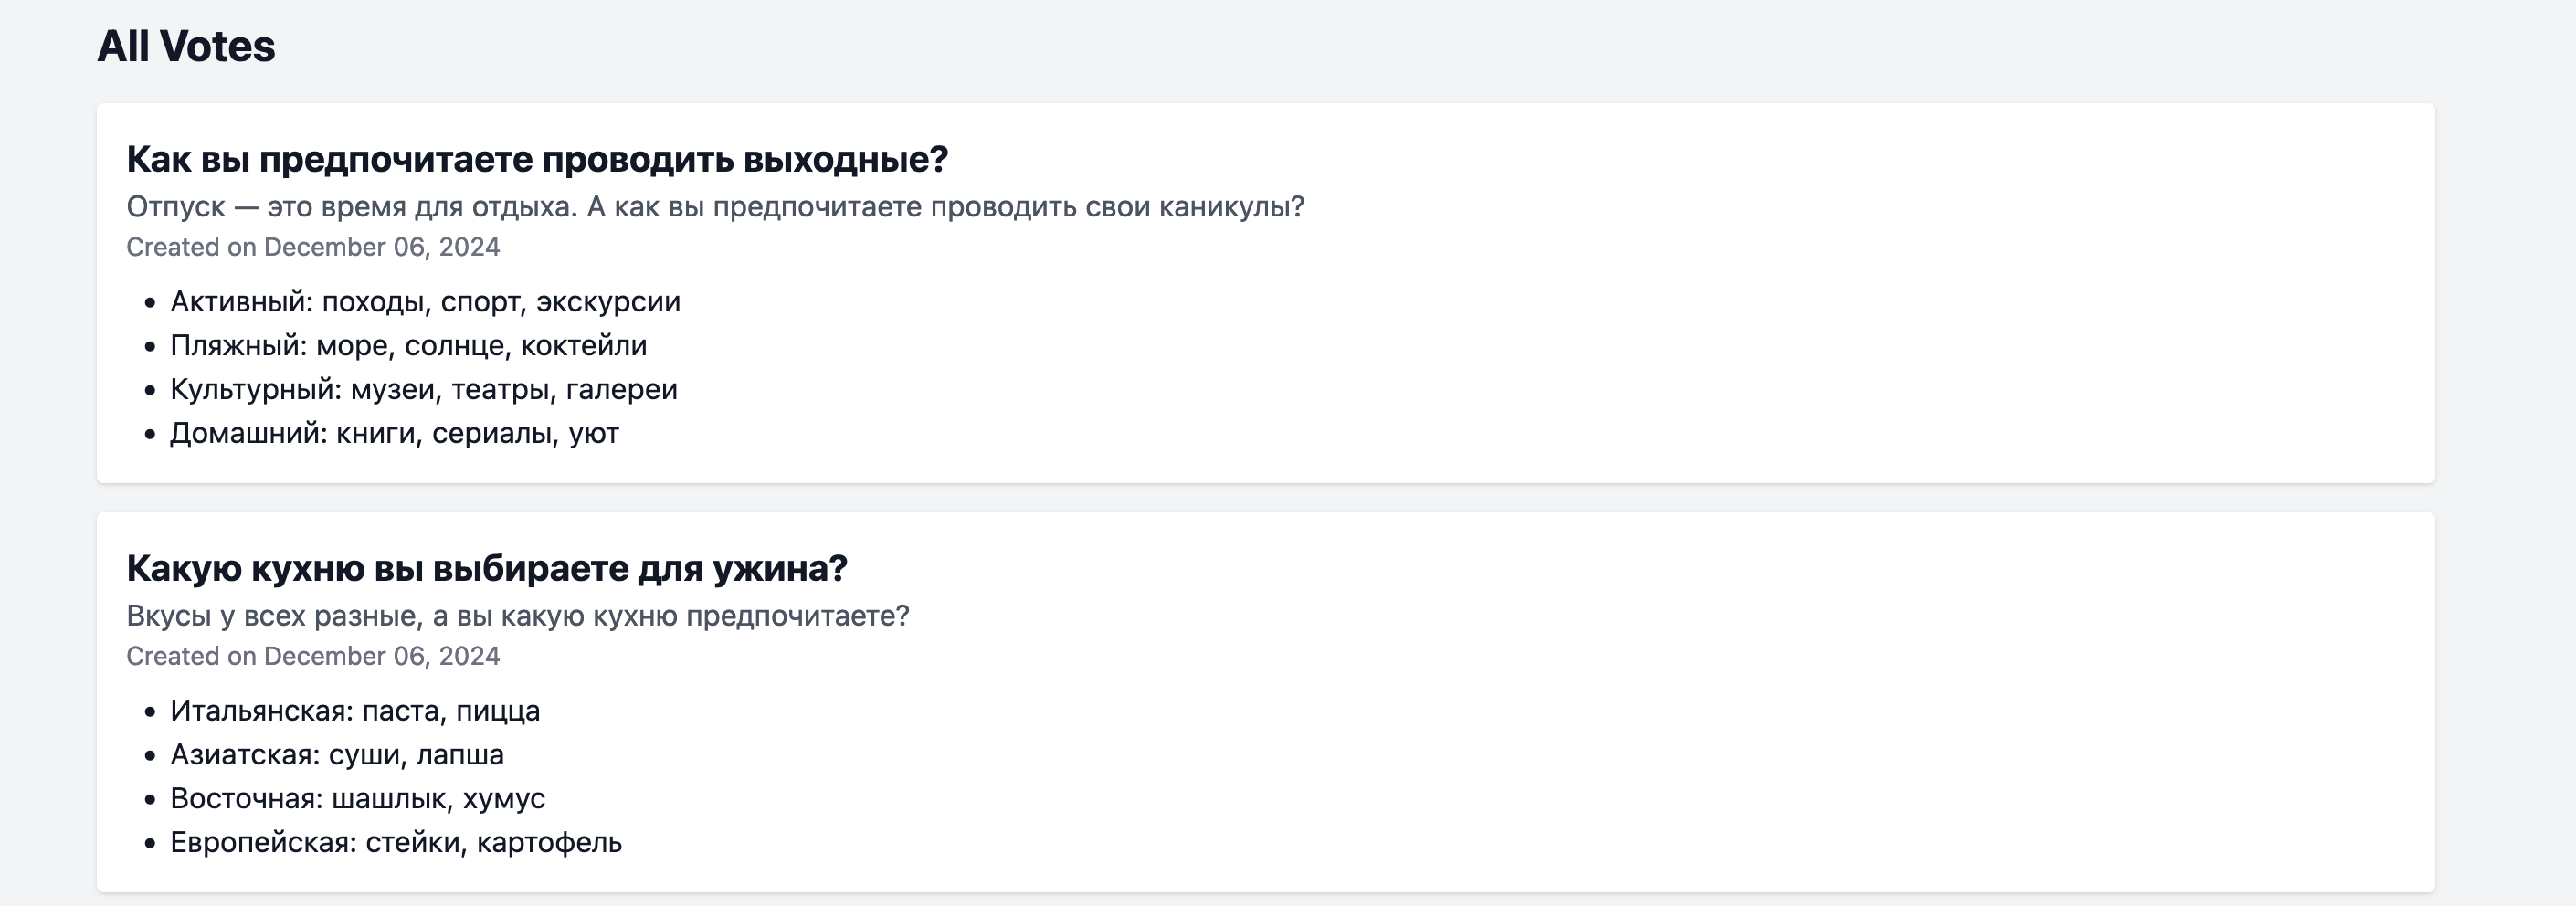 All Votes
Как вы предпочитаете проводить выходные?
Отпуск — это время для отдыха. А как вы предпочитаете проводить свои каникулы?
Created on December 06, 2024
• Активный: походы, спорт, экскурсии
• Пляжный: море, солнце, коктейли
• Культурный: музеи, театры, галереи
• Домашний: книги, сериалы, уют
Какую кухню вы выбираете для ужина?
Вкусы у всех разные, а вы какую кухню предпочитаете?
Created on December 06, 2024
• Итальянская: паста, пицца
• Азиатская: суши, лапша
• Восточная: шашлык, хумус
• Европейская: стейки, картофель